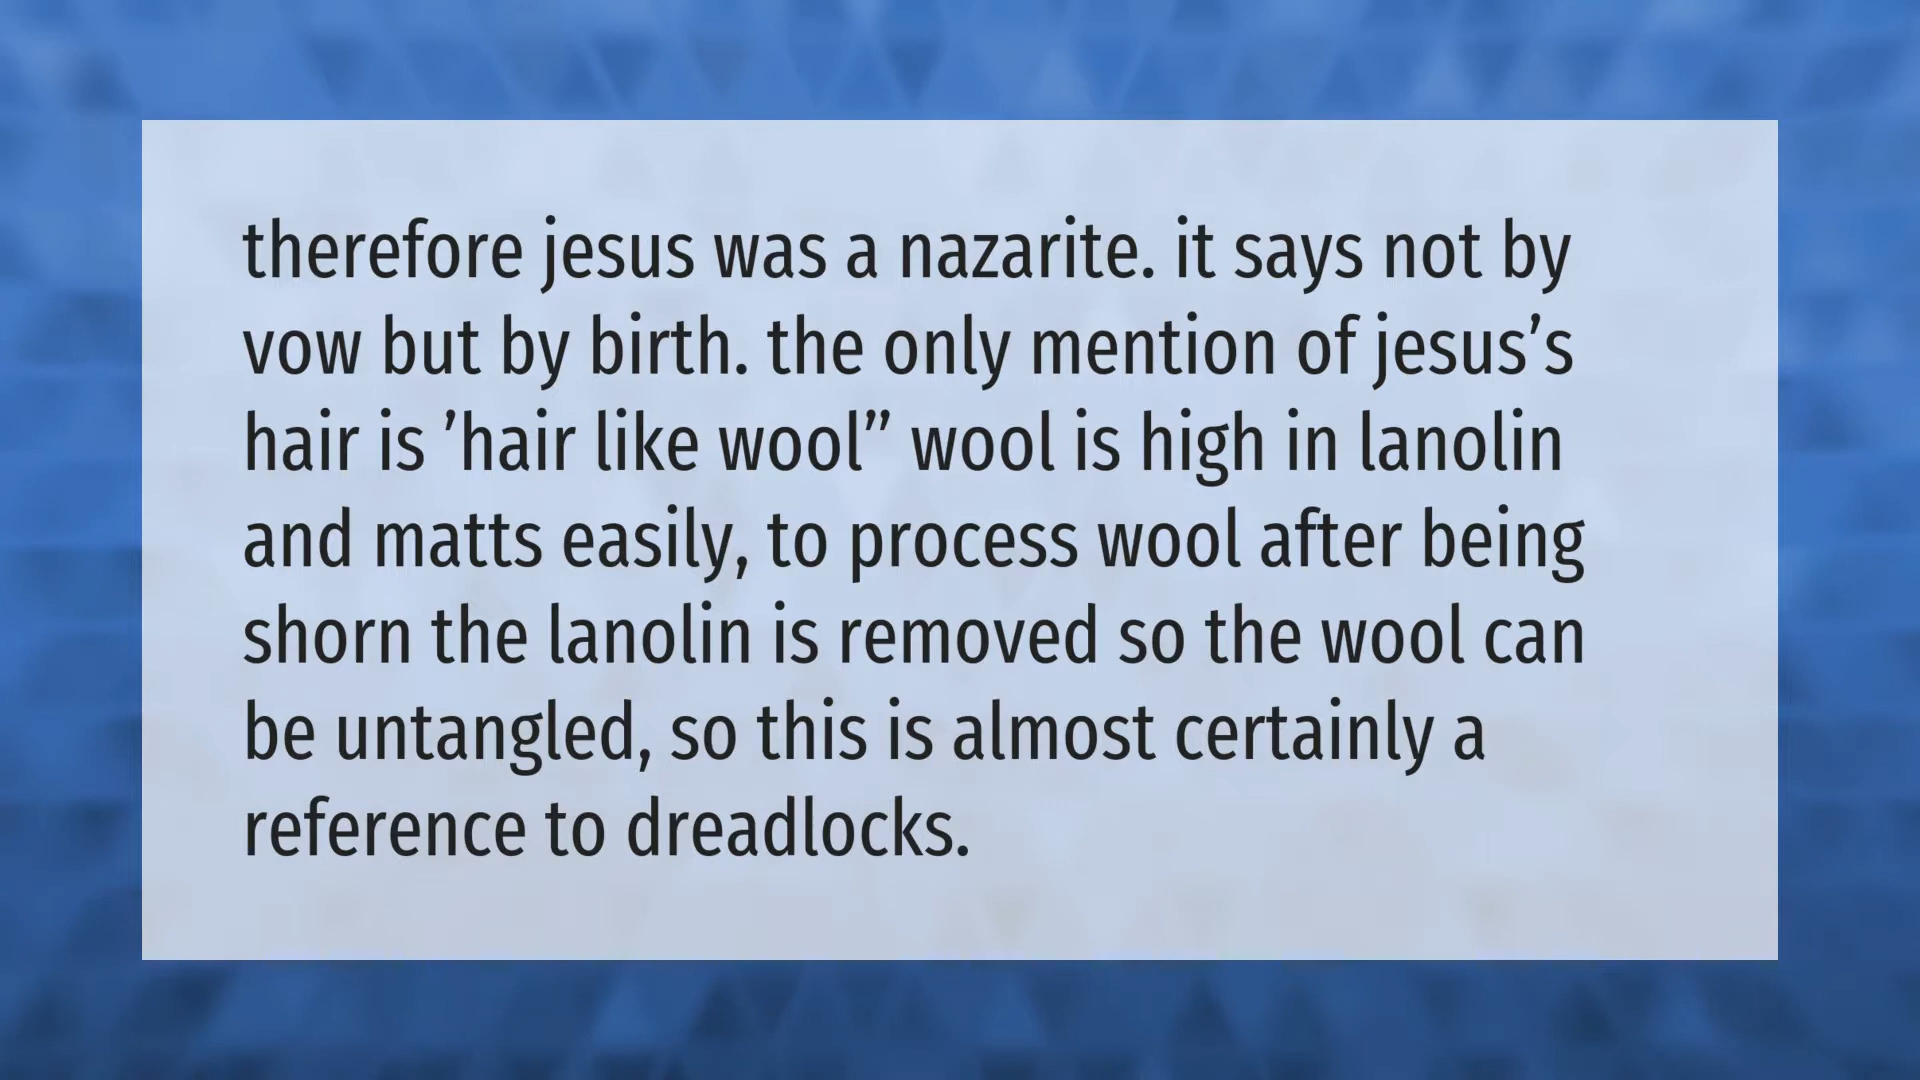 therefore jesus was a nazarite. it says not by
vow but by birth. the only mention of jesus’s
hair is ’hair like wool” wool is high in lanolin
and matts easily, to process wool after being
shorn the lanolin is removed so the wool can
be untangled, so this is almost certainly a
reference to dreadlocks.